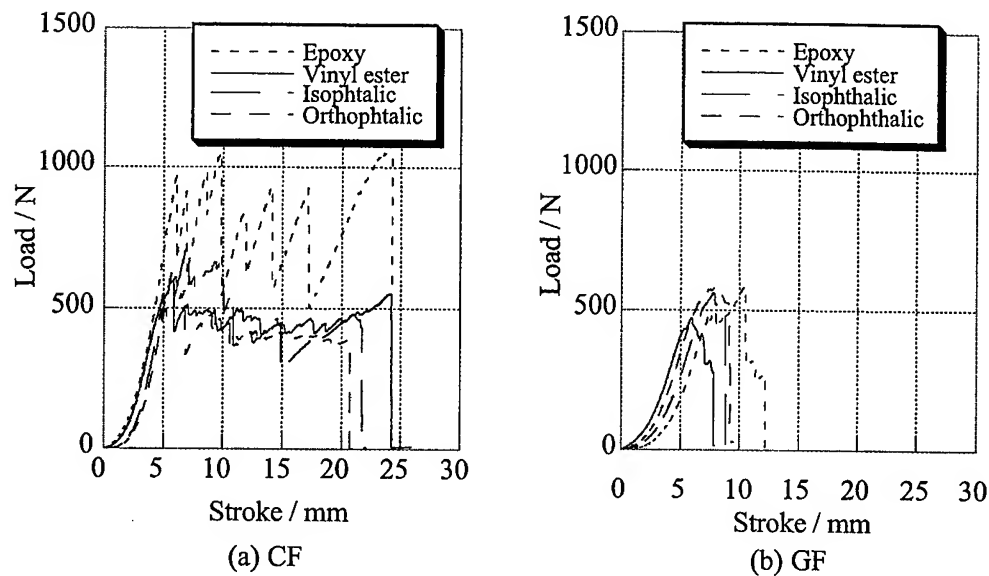 1500
1000
500
0
Load / N
Epoxy
Vinyl ester
Isophtalic
Orthophtalic
0 5 10 15 20 25 30
Stroke / mm
(a) CF
1500
1000
500
0
Load / N
Epoxy
Vinyl ester
Isophthalic
Orthophthalic
0 5 10 15 20 25 30
Stroke / mm
(b) GF